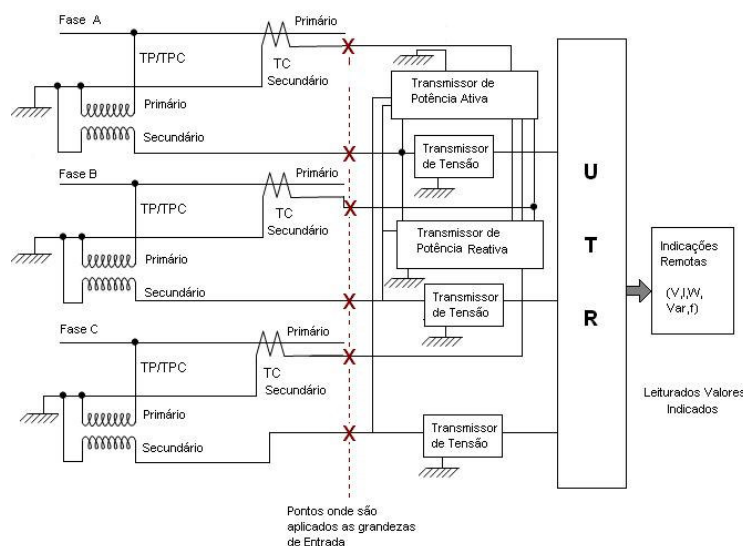 Fase A
Primário
TP/TPC
TC
Secundário
Primário
Secundário
Transmissor de
Potência Ativa
Transmissor
de Tensão
Fase B
Primário
TP/TPC
TC
Secundário
Primário
Secundário
Transmissor de
Potência Reativa
Transmissor
de Tensão
Fase C
Primário
TP/TPC
TC
Secundário
Primário
Secundário
Transmissor
de Tensão
U
T
R
Indicações
Remotas
(V,I,W,
Var,f)
Leiturados Valores
Indicados
Pontos onde são
aplicados as grandezas
de Entrada